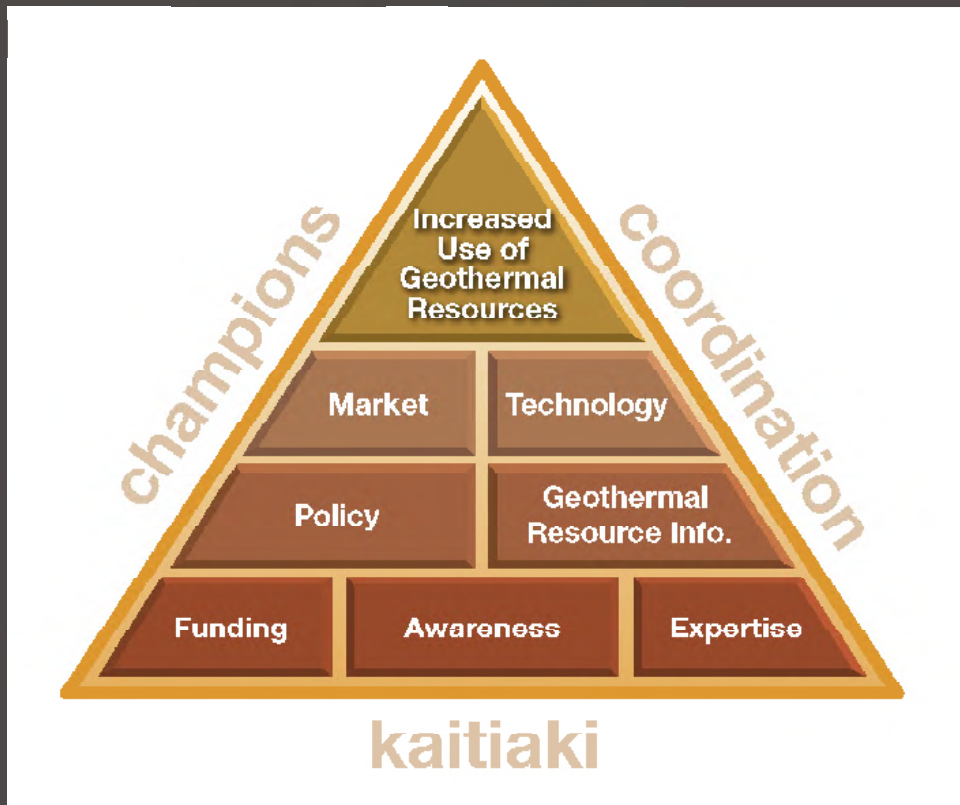 champions
coordination
Increased
Use of
Geothermal
Resources
Market
Technology
Policy
Geothermal
Resource Info.
Funding
Awareness
Expertise
kaitiaki